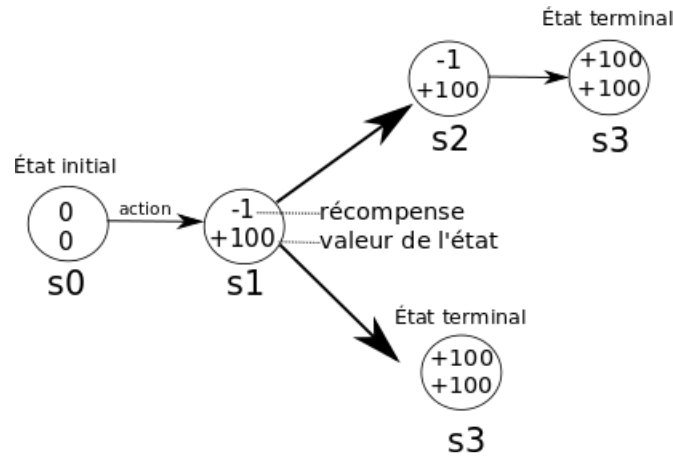 État terminal
-1
+100
s2
+100
+100
s3
État initial
0
0
s0
action
-1
+100
s1
récompense
valeur de l'état
État terminal
+100
+100
s3